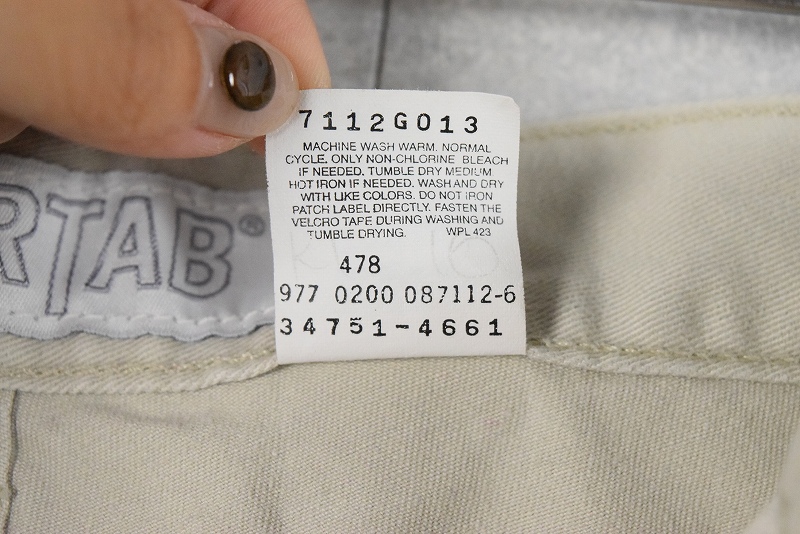 7112G013
MACHINE WASH WARM. NORMAL
CYCLE, ONLY NON-CHLORINE BLEACH
IF NEEDED, TUMBLE DRY MEDIUM
HOT IRON IF NEEDED. WASH AND DRY
WITH LIKE COLORS. DO NOT IRON
PATCH LABEL DIRECTLY. FASTEN THE
VELCRO TAPE DURING WASHING AND
TUMBLE DRYING. WPL 423
RTAB®
478
977 0200 087112-6
34751-4661